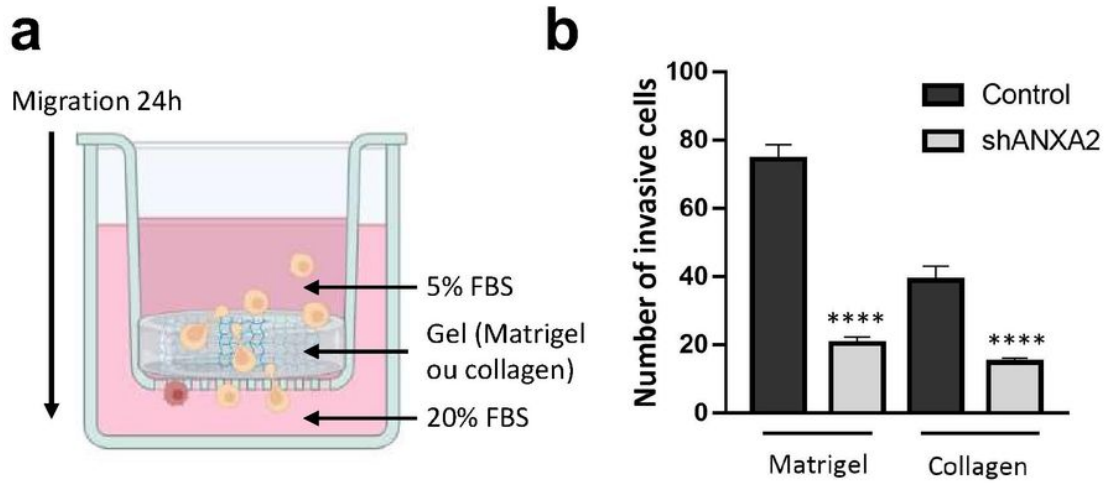 a
Migration 24h
5% FBS
Gel (Matrigel
ou collagen)
20% FBS
b
Number of invasive cells
100
80
60
40
20
0
Control
shANXA2
****
****
Matrigel
Collagen